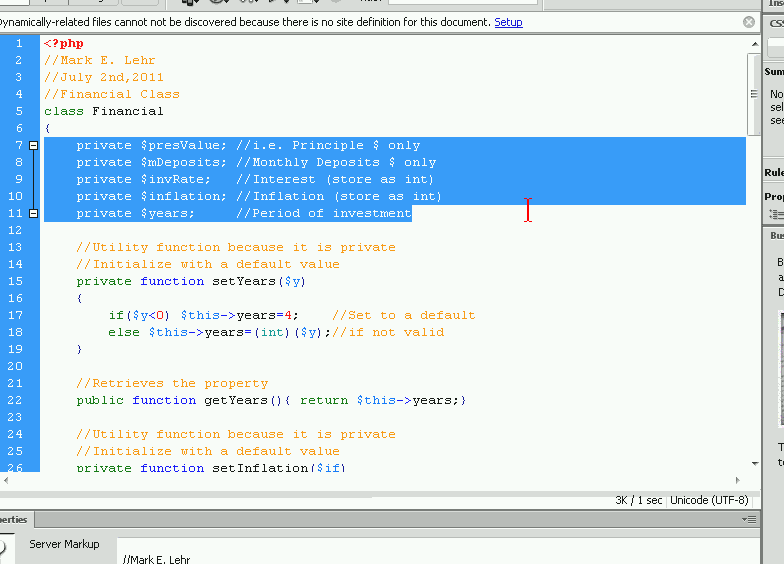 Dynamically-related files cannot not be discovered because there is no site definition for this document. Setup
1 <?php
2 //Mark E. Lehr
3 //July 2nd,2011
4 //Financial Class
5 class Financial
6 {
7 private $presValue; //i.e. Principle $ only
8 private $mDeposits; //Monthly Deposits $ only
9 private $invRate; //Interest (store as int)
10 private $inflation; //Inflation (store as int)
11 private $years; //Period of investment
12
13 //Utility function because it is private
14 //Initialize with a default value
15 private function setYears($y)
16 {
17 if($y<0) $this->years=4; //Set to a default
18 else $this->years=(int)($y);//if not valid
19 }
20
21 //Retrieves the property
22 public function getYears(){ return $this->years;}
23
24 //Utility function because it is private
25 //Initialize with a default value
26 private function setInflation($if)
3K / 1 sec Unicode (UTF-8)
erties
Server Markup
//Mark E. Lehr
Ins
CSS
Sum
No
sel
see
Rule
Prop
Bus
B
a
D
T
to